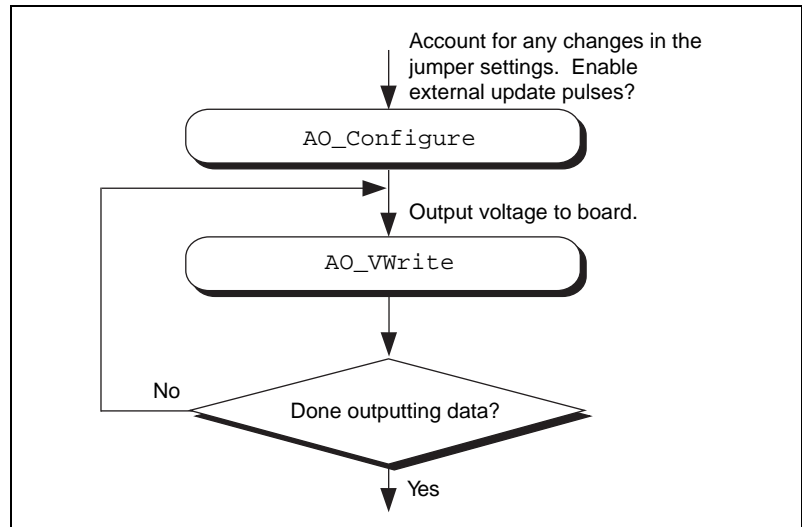 Account for any changes in the
jumper settings.  Enable
external update pulses?
AO_Configure
Output voltage to board.
AO_VWrite
No
Done outputting data?
Yes